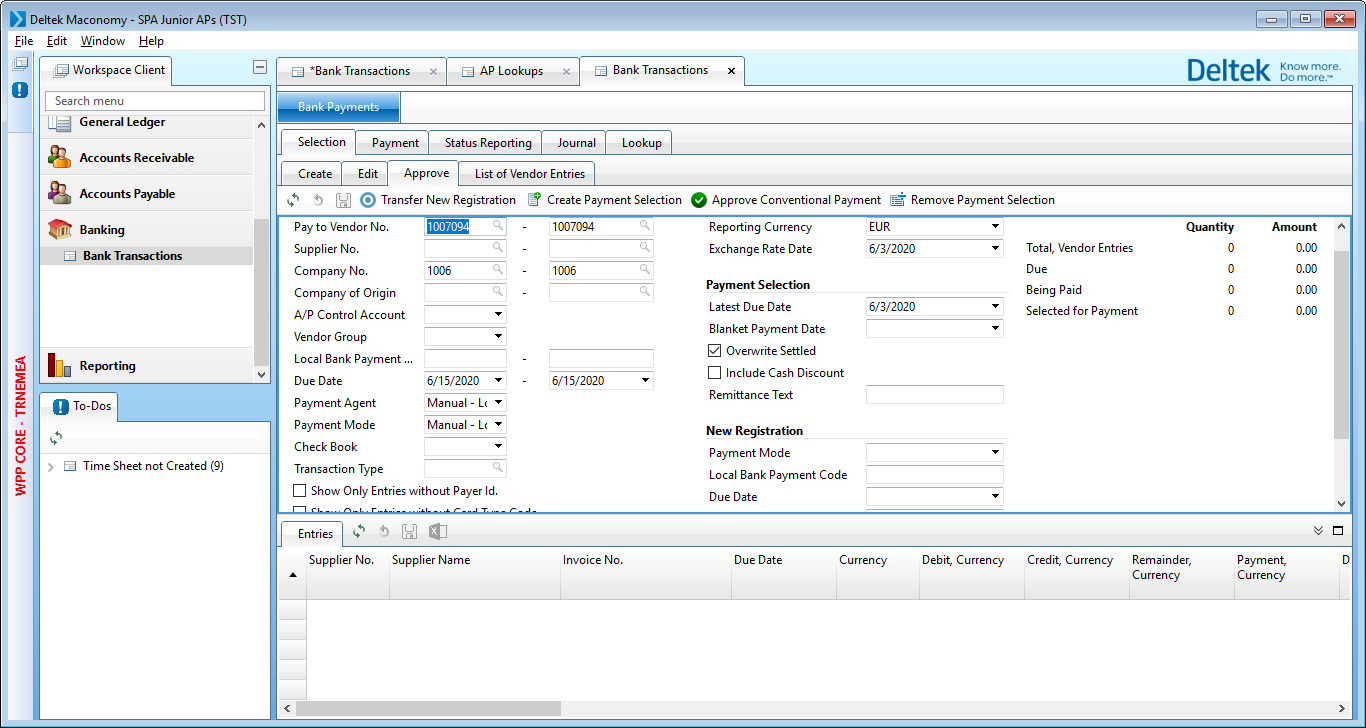 Deltek Maconomy - SPA Junior APs (TST)
File Edit Window Help
Workspace Client
Search menu
General Ledger
Accounts Receivable
Accounts Payable
Banking
Bank Transactions
Reporting
To-Dos
Time Sheet not Created (9)
WPP CORE - TRNEMEA
*Bank Transactions
AP Lookups
Bank Transactions
Deltek Know more.
Do more.™
Bank Payments
Selection Payment Status Reporting Journal Lookup
Create Edit Approve List of Vendor Entries
Transfer New Registration Create Payment Selection Approve Conventional Payment Remove Payment Selection
Pay to Vendor No. 1007094 - 1007094
Supplier No. -
Company No. 1006 - 1006
Company of Origin -
A/P Control Account
Vendor Group
Local Bank Payment ... -
Due Date 6/15/2020 - 6/15/2020
Payment Agent Manual - Lc
Payment Mode Manual - Lc
Check Book
Transaction Type
Show Only Entries without Payer Id.
Show Only Entries without Card Type Code
Reporting Currency EUR
Exchange Rate Date 6/3/2020
Payment Selection
Latest Due Date 6/3/2020
Blanket Payment Date
Overwrite Settled
Include Cash Discount
Remittance Text
New Registration
Payment Mode
Local Bank Payment Code
Due Date
Quantity Amount
Total, Vendor Entries 0 0.00
Due 0 0.00
Being Paid 0 0.00
Selected for Payment 0 0.00
Entries
Supplier No. Supplier Name Invoice No. Due Date Currency Debit, Currency Credit, Currency Remainder, Currency Payment, Currency D